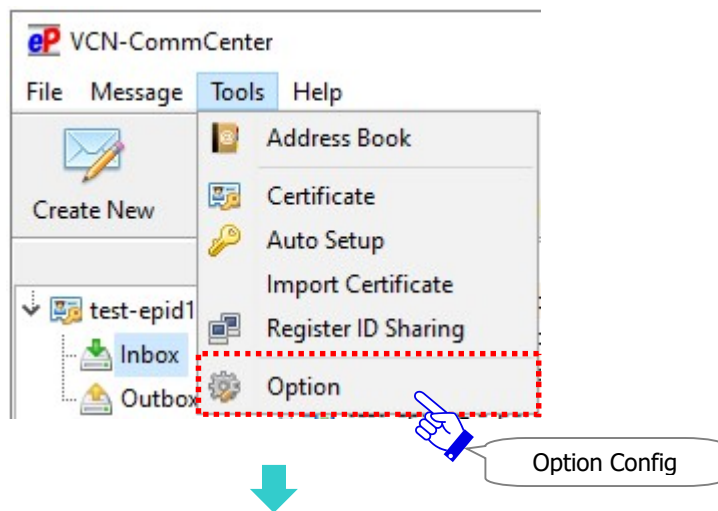 eP VCN-CommCenter
File Message Tools Help
Create New
Address Book
Certificate
Auto Setup
Import Certificate
Register ID Sharing
Option
test-epid1
Inbox
Outbox
Option Config